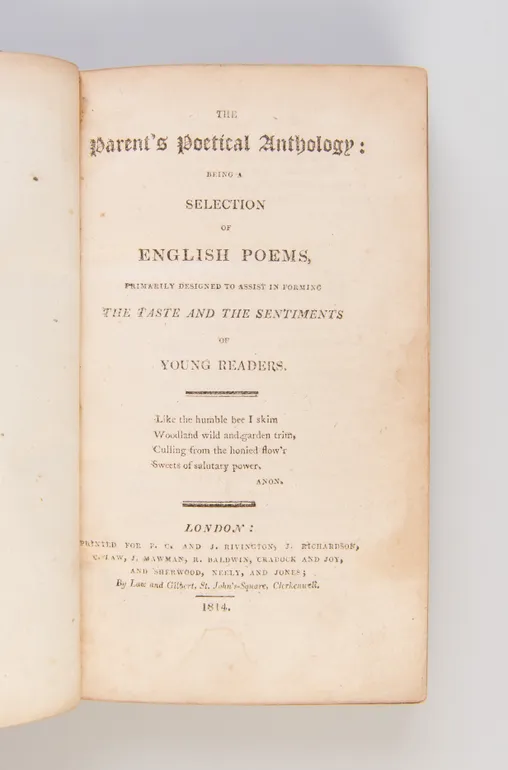 THE
Parent's Poetical Anthology:
BEING A
SELECTION
OF
ENGLISH POEMS,
PRIMARILY DESIGNED TO ASSIST IN FORMING
THE TASTE AND THE SENTIMENTS
OF
YOUNG READERS.
Like the humble bee I skim
Woodland wild and garden trim,
Culling from the honied flow'r
Sweets of salutary power.
ANON.
LONDON:
PRINTED FOR F. C. AND J. RIVINGTON, J. RICHARDSON,
C. LAW, J. MAWMAN, R. BALDWIN, CRADOCK AND JOY,
AND SHERWOOD, NEELY, AND JONES;
By Law and Gilbert, St. John's-Square, Clerkenwell.
1814.